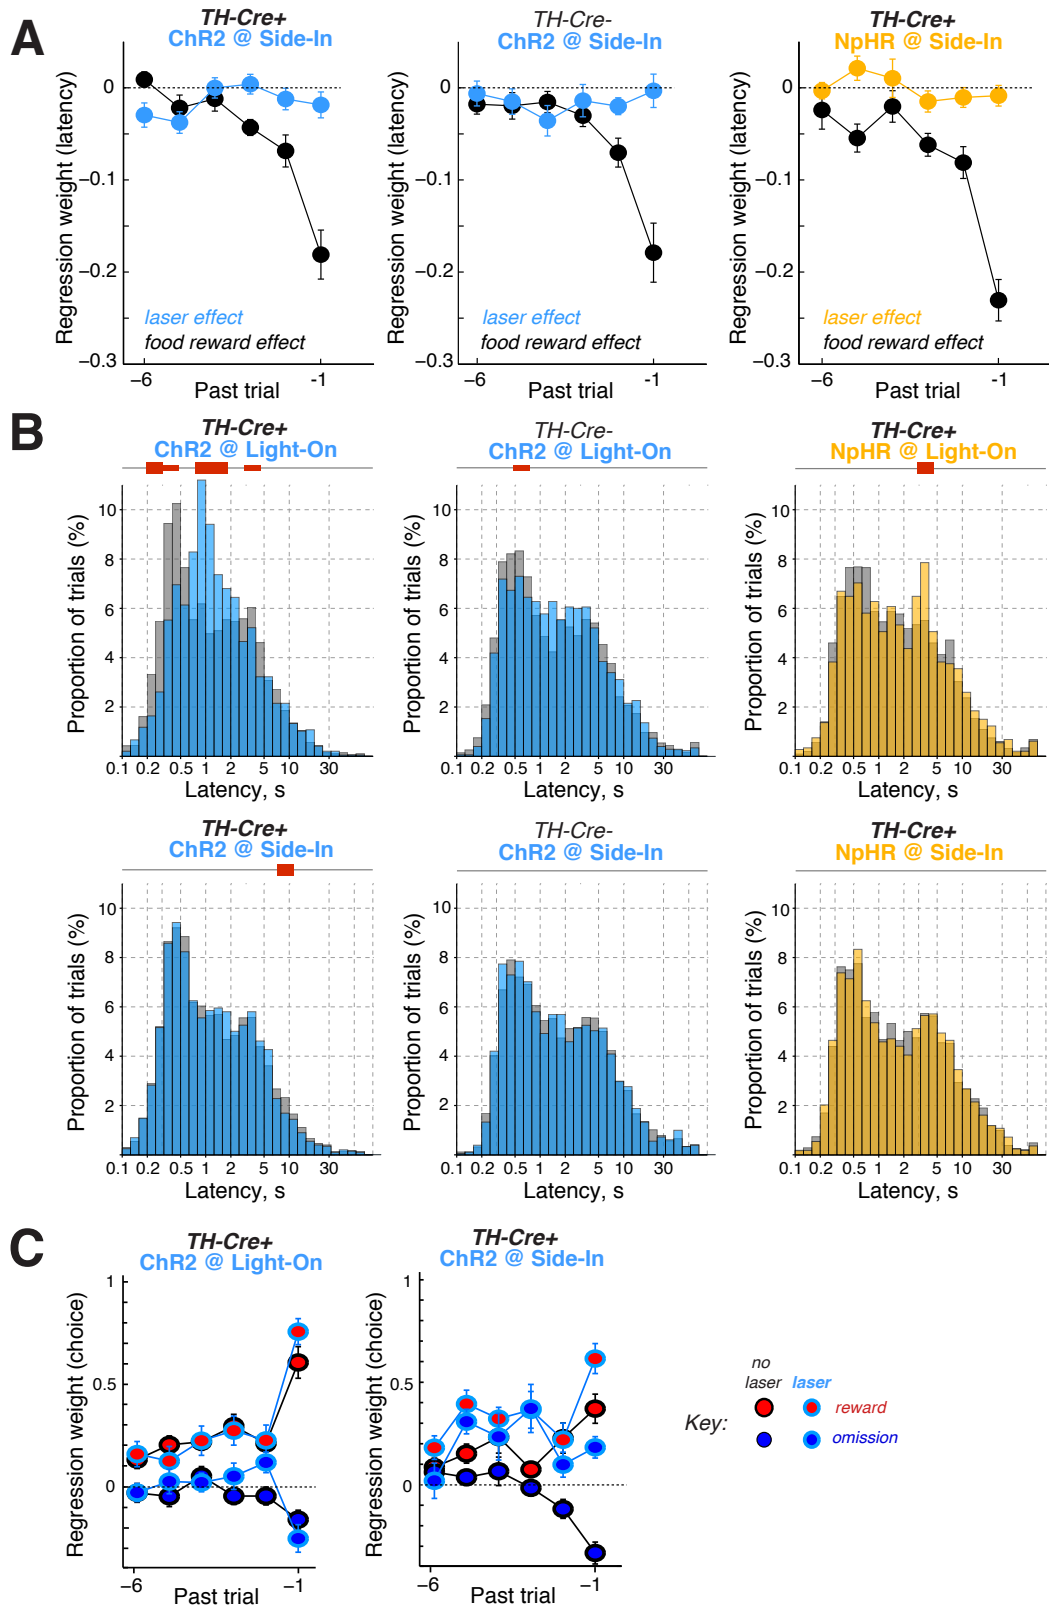 A
TH-Cre+
ChR2 @ Side-In
TH-Cre-
ChR2 @ Side-In
TH-Cre+
NpHR @ Side-In
Regression weight (latency)
0
−0.1
−0.2
−0.3
laser effect
food reward effect
−6
-1
Past trial
Regression weight (latency)
0
−0.1
−0.2
−0.3
laser effect
food reward effect
−6
-1
Past trial
Regression weight (latency)
0
−0.1
−0.2
−0.3
laser effect
food reward effect
−6
-1
Past trial
B
TH-Cre+
ChR2 @ Light-On
TH-Cre-
ChR2 @ Light-On
TH-Cre+
NpHR @ Light-On
Proportion of trials (%)
10
8
6
4
2
0.1 0.2 0.5 1 2 5 10 30
Latency, s
Proportion of trials (%)
10
8
6
4
2
0.1 0.2 0.5 1 2 5 10 30
Latency, s
Proportion of trials (%)
10
8
6
4
2
0.1 0.2 0.5 1 2 5 10 30
Latency, s
TH-Cre+
ChR2 @ Side-In
TH-Cre-
ChR2 @ Side-In
TH-Cre+
NpHR @ Side-In
Proportion of trials (%)
10
8
6
4
2
0.1 0.2 0.5 1 2 5 10 30
Latency, s
Proportion of trials (%)
10
8
6
4
2
0.1 0.2 0.5 1 2 5 10 30
Latency, s
Proportion of trials (%)
10
8
6
4
2
0.1 0.2 0.5 1 2 5 10 30
Latency, s
C
TH-Cre+
ChR2 @ Light-On
TH-Cre+
ChR2 @ Side-In
Regression weight (choice)
1
0.5
0
−6
−1
Past trial
Regression weight (choice)
1
0.5
0
−6
−1
Past trial
no
laser laser
Key:
reward
omission